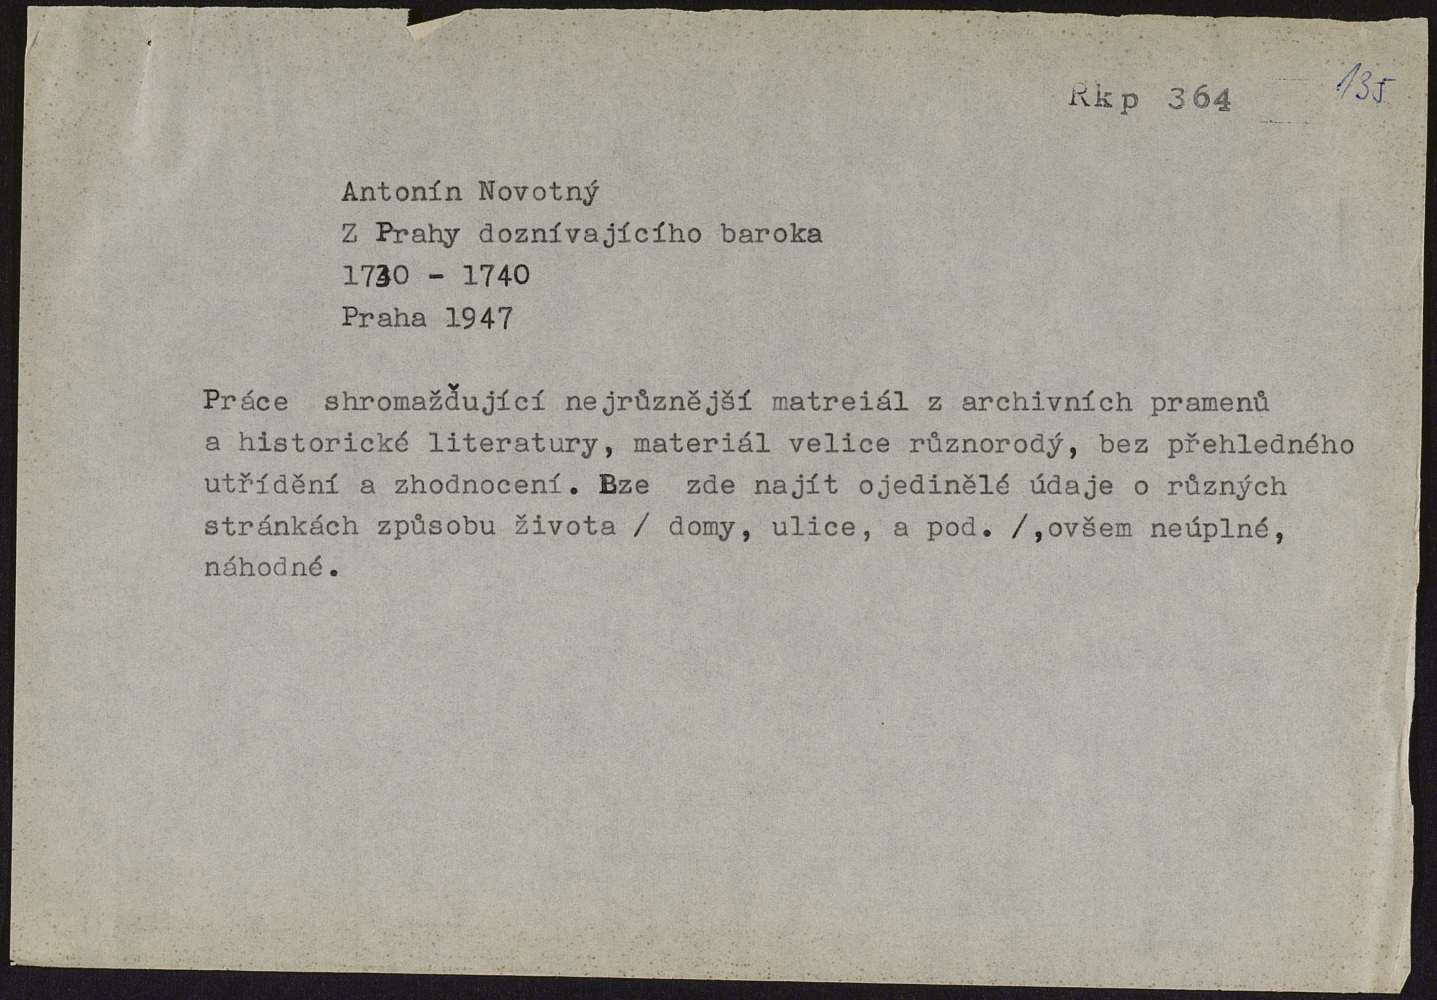 Rkp 364 135
Antonín Novotný
Z Prahy doznívajícího baroka
1730 - 1740
Praha 1947
Práce shromažďující nejrůznější matreiál z archivních pramenů
a historické literatury, materiál velice různorodý, bez přehledného
utřídění a zhodnocení. Bze zde najít ojedinělé údaje o různých
stránkách způsobu života / domy, ulice, a pod. /,ovšem neúplné,
náhodné.